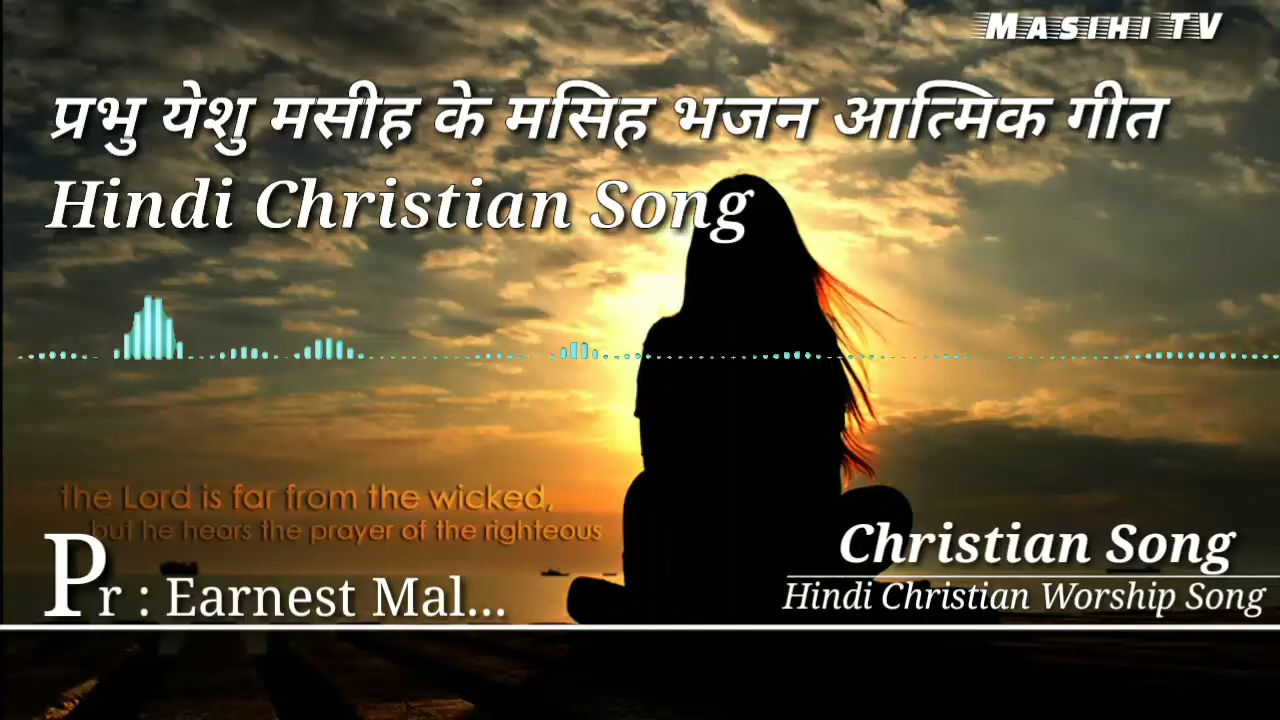 MASIHI TV
प्रभु येशु मसीह के मसिह भजन आत्मिक गीत
Hindi Christian Song
the Lord is far from the wicked,
but he hears the prayer of the righteous
Pr : Earnest Mal...
Christian Song
Hindi Christian Worship Song